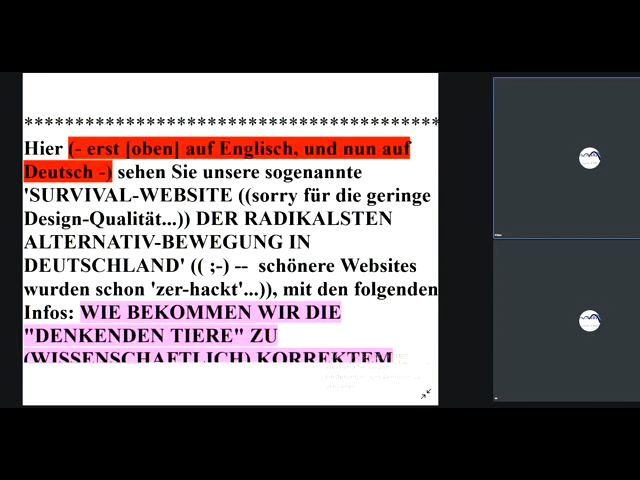 *****************************************
Hier (- erst [oben] auf Englisch, und nun auf
Deutsch -) sehen Sie unsere sogenannte
'SURVIVAL-WEBSITE ((sorry für die geringe
Design-Qualität...)) DER RADIKALSTEN
ALTERNATIV-BEWEGUNG IN
DEUTSCHLAND' (( ;-) -- schönere Websites
wurden schon 'zer-hackt'...)), mit den folgenden
Infos: WIE BEKOMMEN WIR DIE
"DENKENDEN TIERE" ZU
(WISSENSCHAFTLICH) KORREKTEM